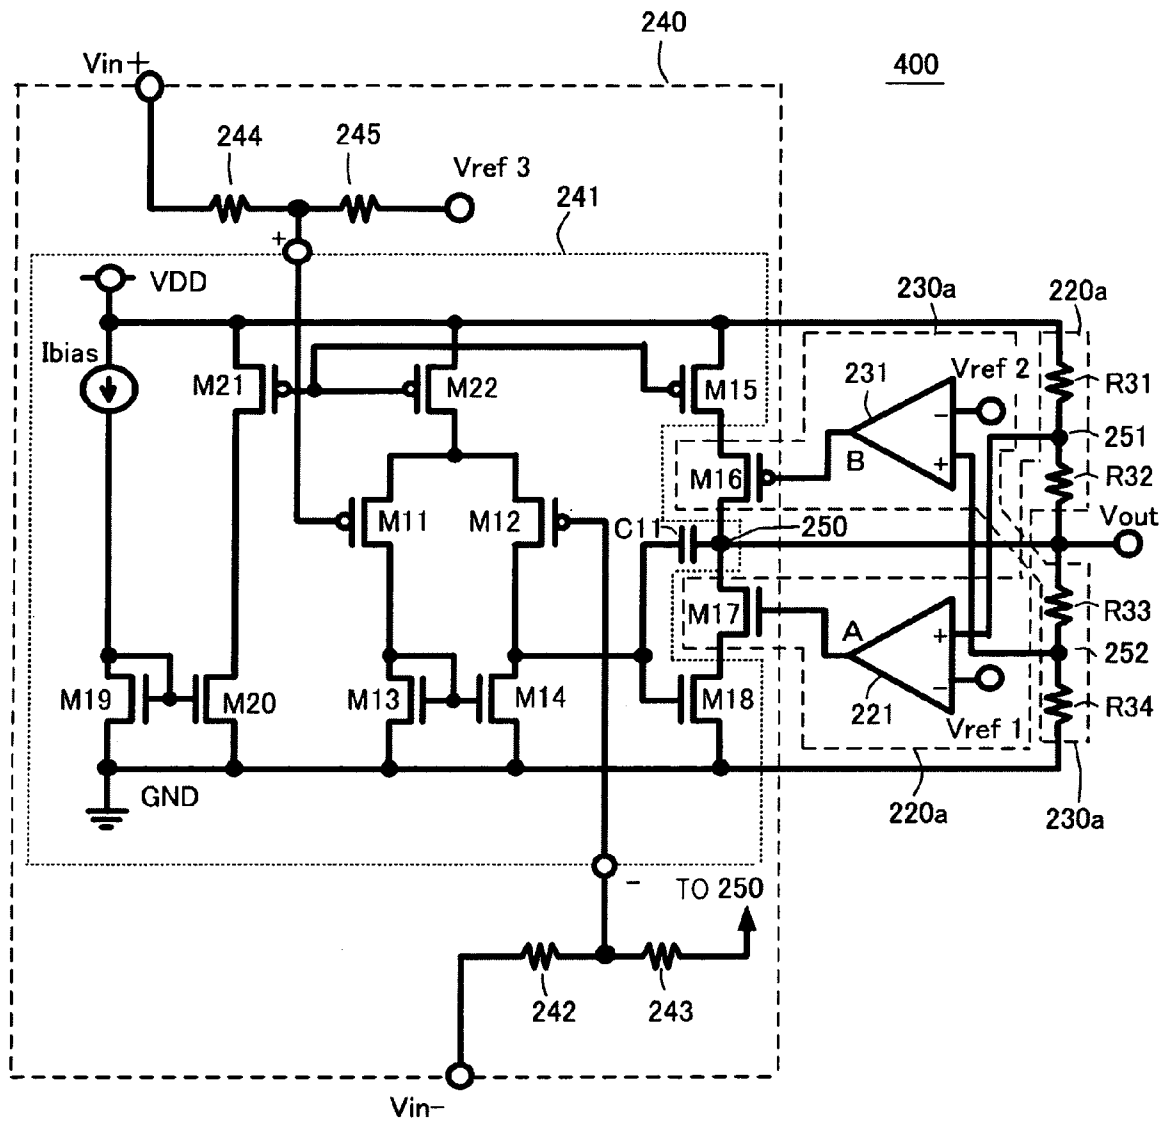 240
400
Vin+
244
245
Vref 3
241
+
VDD
230a
220a
Ibias
M21
M22
M15
231
Vref 2
R31
−
251
B
+
M16
R32
M11
M12
C11
250
Vout
M17
A
R33
+
252
M19
M20
M13
M14
M18
−
221
R34
Vref 1
GND
220a
230a
-
TO 250
242
243
Vin-